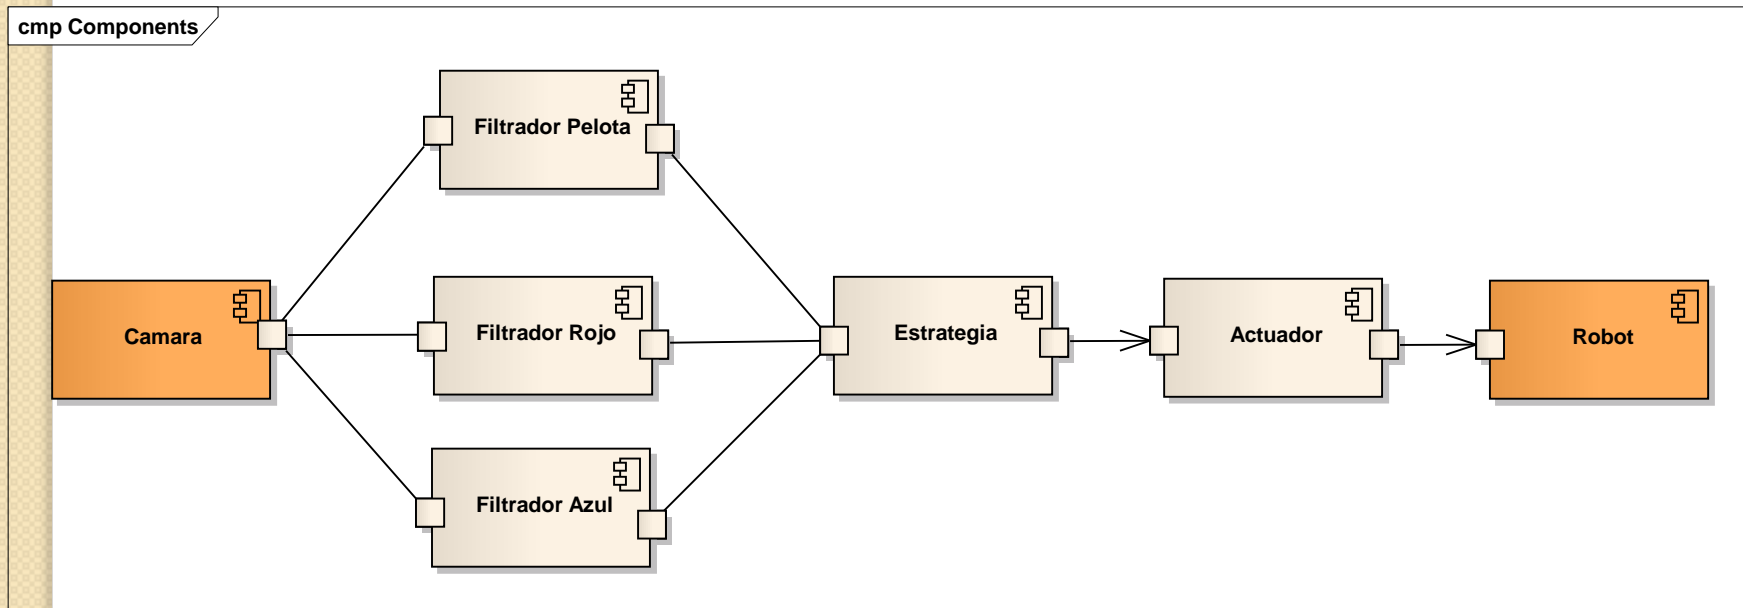 cmp Components
Filtrador Pelota
Camara
Filtrador Rojo
Estrategia
Actuador
Robot
Filtrador Azul